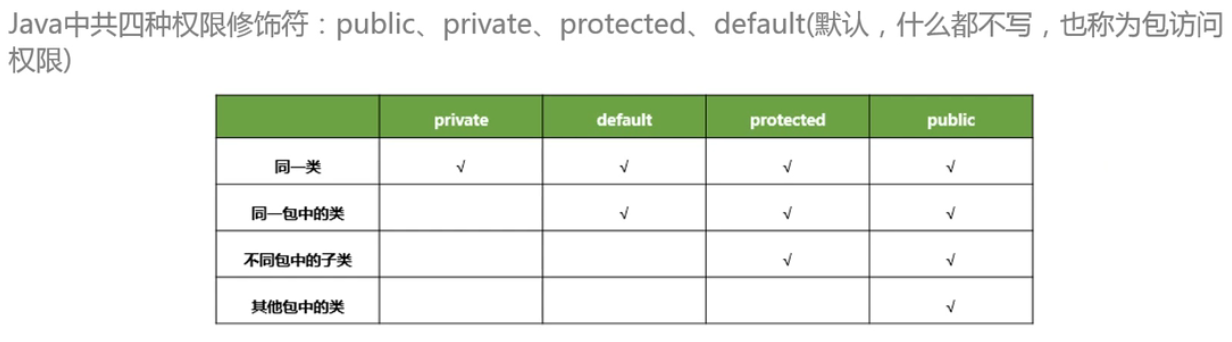 Java中共四种权限修饰符：public、private、protected、default(默认，什么都不写，也称为包访问
权限)
private default protected public
同一类 √ √ √ √
同一包中的类 √ √ √
不同包中的子类 √ √
其他包中的类 √